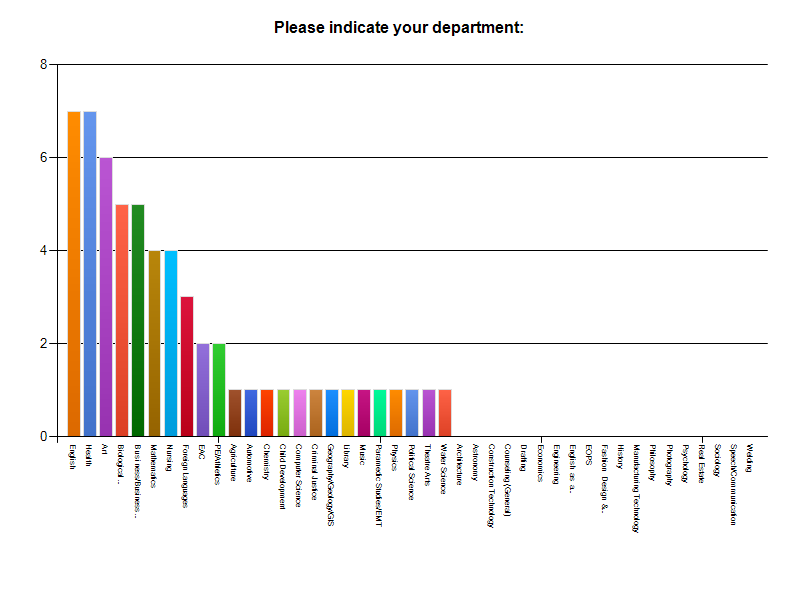 Please indicate your department:
8
6
4
2
0
English
Health
Art
Biological ..
Business/Business ..
Mathematics
Nursing
Foreign Languages
EAC
PE/Athletics
Agriculture
Automotive
Chemistry
Child Development
Computer Science
Criminal Justice
Geography/Geology/GIS
Library
Music
Paramedic Studies/EMT
Physics
Political Science
Theatre Arts
Water Science
Architecture
Astronomy
Construction Technology
Counseling (General)
Drafting
Economics
Engineering
English as a..
EOPS
Fashion Design &..
History
Manufacturing Technology
Philosophy
Photography
Psychology
Real Estate
Sociology
Speech/Communication
Welding